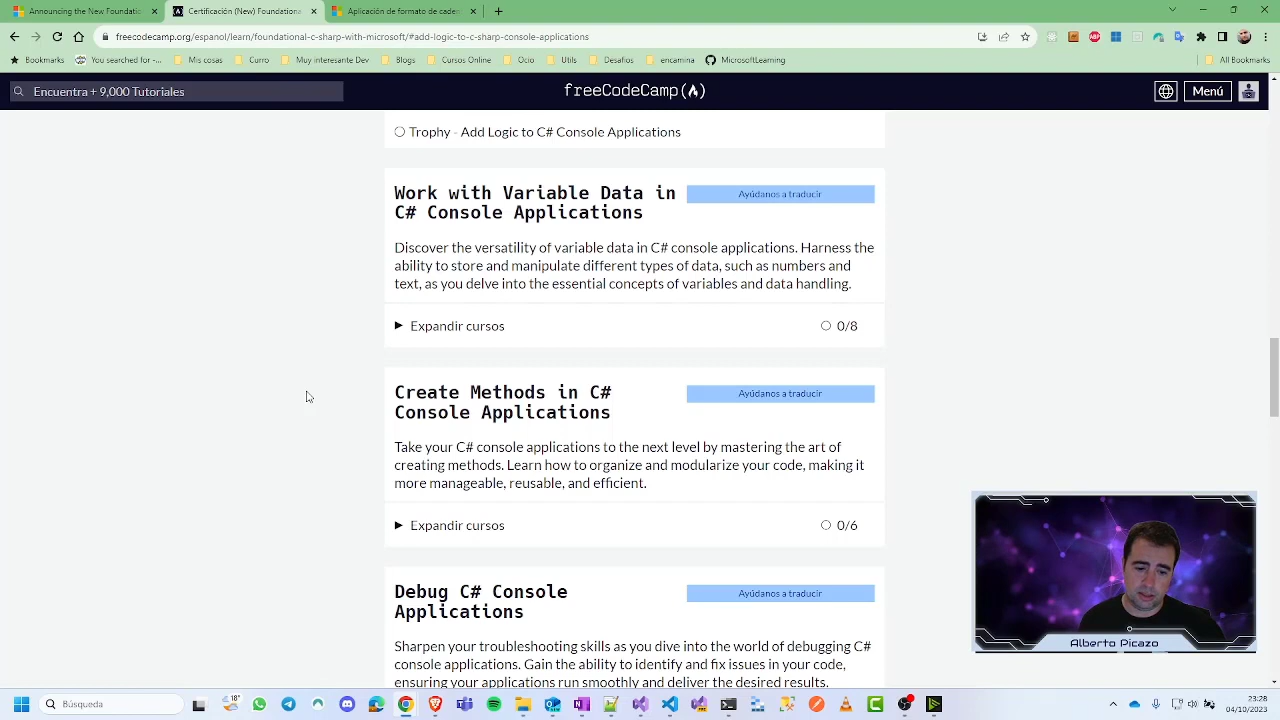 Announcing the New Foundatic
Certificación (New) Foundationa
Aplicación de formato de caden
freecodecamp.org/espanol/learn/foundational-c-sharp-with-microsoft/#add-logic-to-c-sharp-console-applications
Bookmarks
You searched for -...
Mis cosas
Curro
Muy interesante Dev
Blogs
Cursos Online
Ocio
Utils
Desafios
encamina
MicrosoftLearning
All Bookmarks
Encuentra + 9,000 Tutoriales
freeCodeCamp
Menú
Trophy - Add Logic to C# Console Applications
Work with Variable Data in
C# Console Applications
Ayúdanos a traducir
Discover the versatility of variable data in C# console applications. Harness the
ability to store and manipulate different types of data, such as numbers and
text, as you delve into the essential concepts of variables and data handling.
Expandir cursos
0/8
Create Methods in C#
Console Applications
Ayúdanos a traducir
Take your C# console applications to the next level by mastering the art of
creating methods. Learn how to organize and modularize your code, making it
more manageable, reusable, and efficient.
Expandir cursos
0/6
Debug C# Console
Applications
Ayúdanos a traducir
Sharpen your troubleshooting skills as you dive into the world of debugging C#
console applications. Gain the ability to identify and fix issues in your code,
ensuring your applications run smoothly and deliver the desired results.
Alberto Picazo
Búsqueda
18°
23:28
04/10/2023